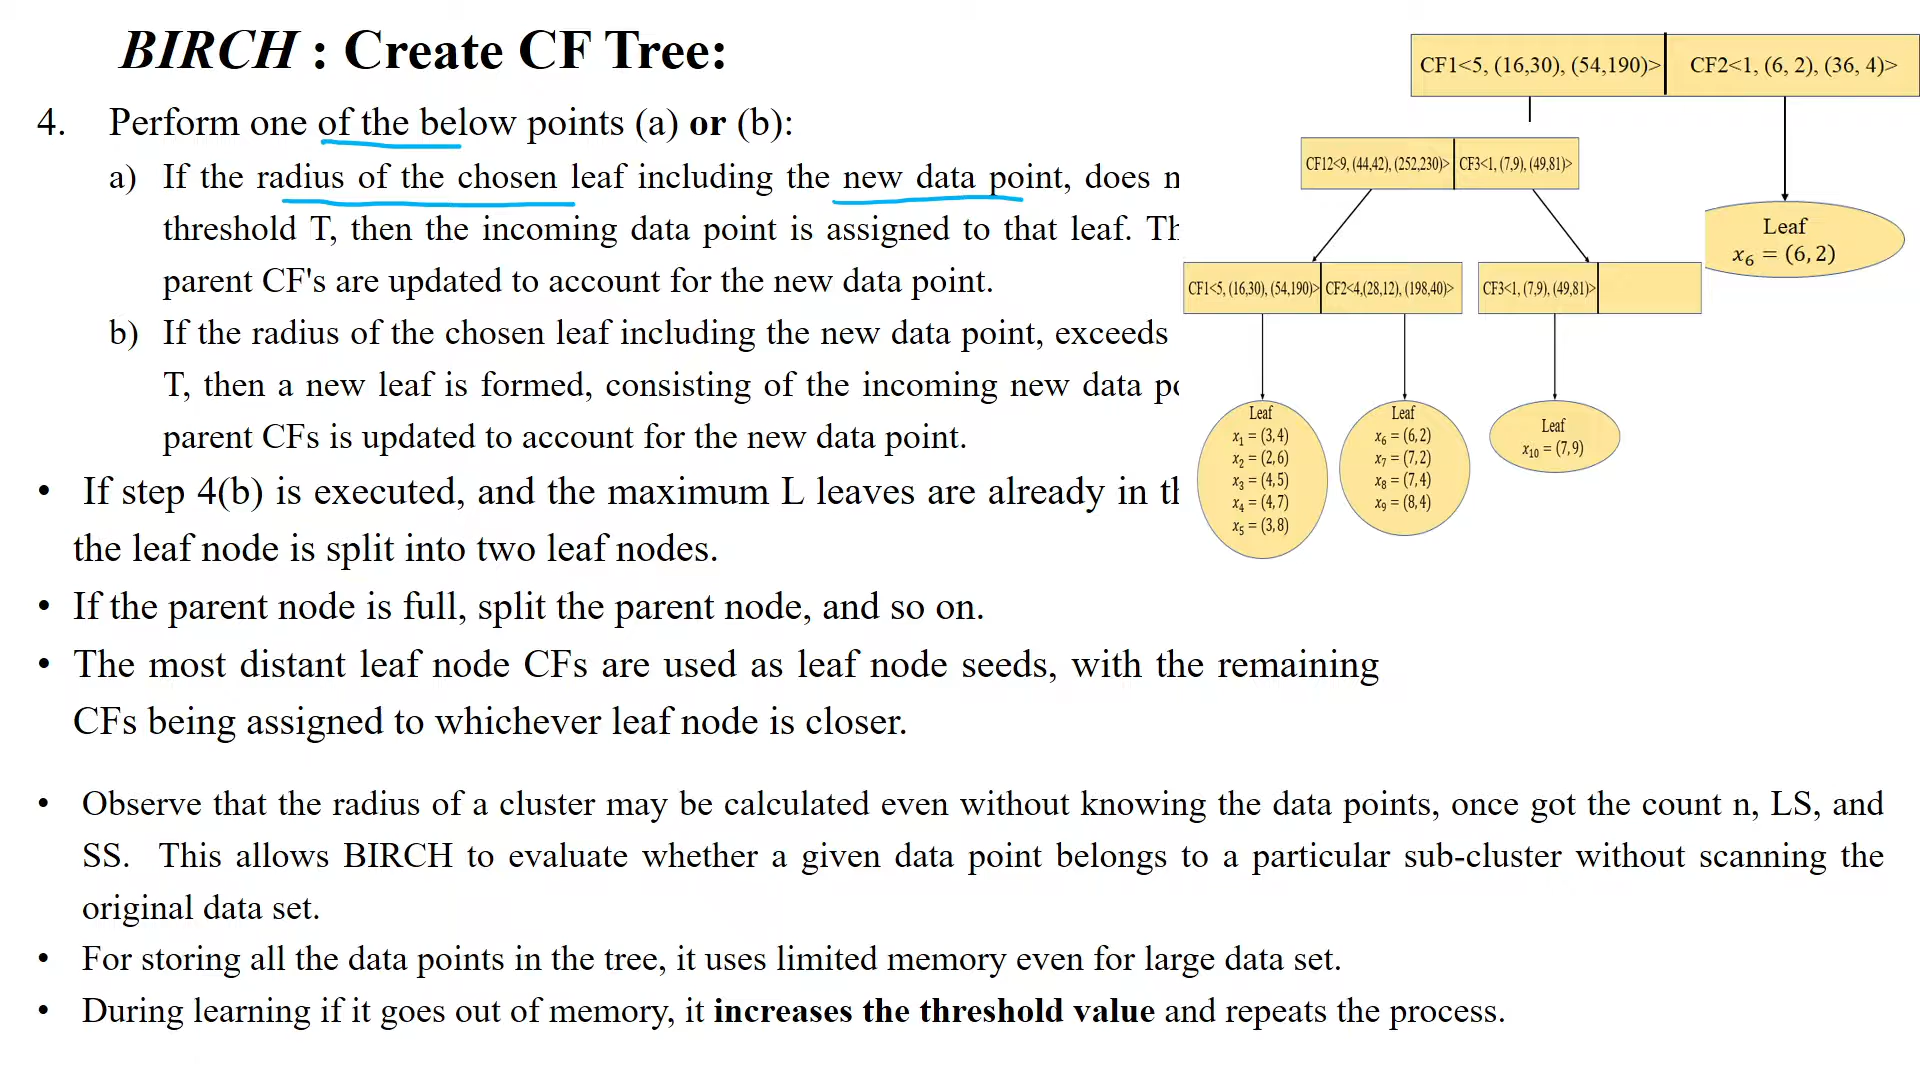 BIRCH : Create CF Tree:
4. Perform one of the below points (a) or (b):
a) If the radius of the chosen leaf including the new data point, does n
threshold T, then the incoming data point is assigned to that leaf. Th
parent CF's are updated to account for the new data point.
b) If the radius of the chosen leaf including the new data point, exceeds
T, then a new leaf is formed, consisting of the incoming new data po
parent CFs is updated to account for the new data point.
• If step 4(b) is executed, and the maximum L leaves are already in th
the leaf node is split into two leaf nodes.
• If the parent node is full, split the parent node, and so on.
• The most distant leaf node CFs are used as leaf node seeds, with the remaining
CFs being assigned to whichever leaf node is closer.
• Observe that the radius of a cluster may be calculated even without knowing the data points, once got the count n, LS, and
SS. This allows BIRCH to evaluate whether a given data point belongs to a particular sub-cluster without scanning the
original data set.
• For storing all the data points in the tree, it uses limited memory even for large data set.
• During learning if it goes out of memory, it increases the threshold value and repeats the process.
CF1<5, (16,30), (54,190)> CF2<1, (6, 2), (36, 4)>
CF12<9, (44,42), (252,230)> CF3<1, (7,9), (49,81)>
Leaf
x₆ = (6, 2)
CF1<5, (16,30), (54,190)> CF2<4,(28,12), (198,40)> CF3<1, (7,9), (49,81)>
Leaf
x₁ = (3, 4)
x₂ = (2, 6)
x₃ = (4, 5)
x₄ = (4, 7)
x₅ = (3, 8)
Leaf
x₆ = (6, 2)
x₇ = (7, 2)
x₈ = (7, 4)
x₉ = (8, 4)
Leaf
x₁₀ = (7, 9)